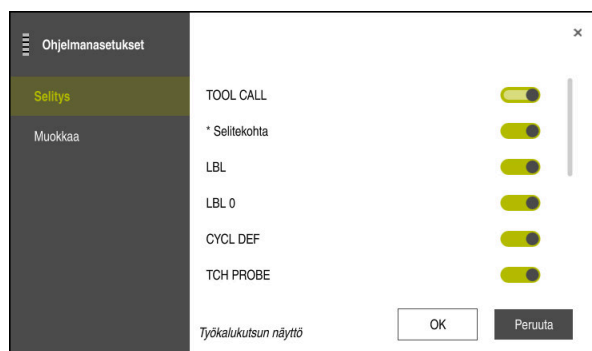 Ohjelmanasetukset
×
Selitys
Muokkaa
TOOL CALL
* Selitekohta
LBL
LBL 0
CYCL DEF
TCH PROBE
Työkalukutsun näyttö
OK
Peruuta